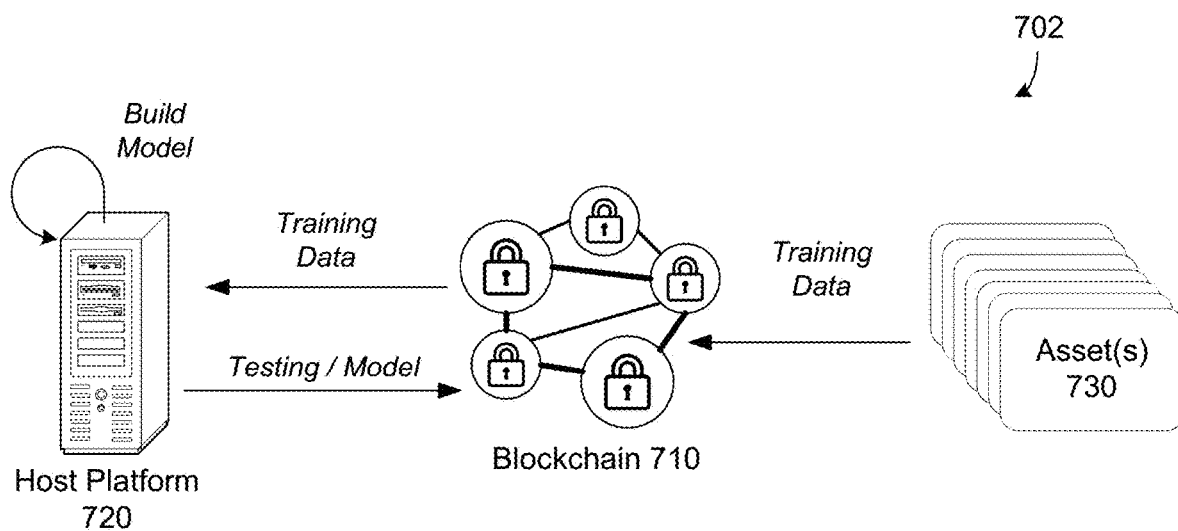 702
Build
Model
Training
Data
Training
Data
Testing / Model
Asset(s)
730
Blockchain 710
Host Platform
720